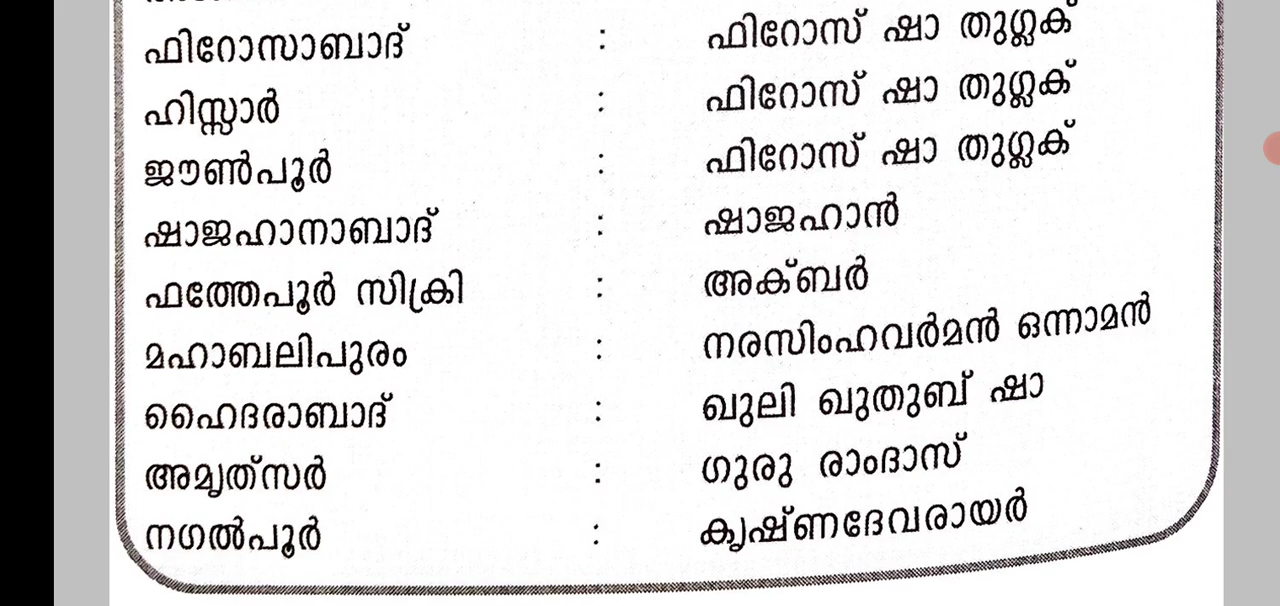 ഫിറോസാബാദ് : ഫിറോസ് ഷാ തുഗ്ലക്
ഹിസ്സാർ : ഫിറോസ് ഷാ തുഗ്ലക്
ജൗൺപൂർ : ഫിറോസ് ഷാ തുഗ്ലക്
ഷാജഹാനാബാദ് : ഷാജഹാൻ
ഫത്തേപൂർ സിക്രി : അക്ബർ
മഹാബലിപുരം : നരസിംഹവർമൻ ഒന്നാമൻ
ഹൈദരാബാദ് : ഖുലി ഖുതുബ് ഷാ
അമൃത്സർ : ഗുരു രാംദാസ്
നഗൽപൂർ : കൃഷ്ണദേവരായർ